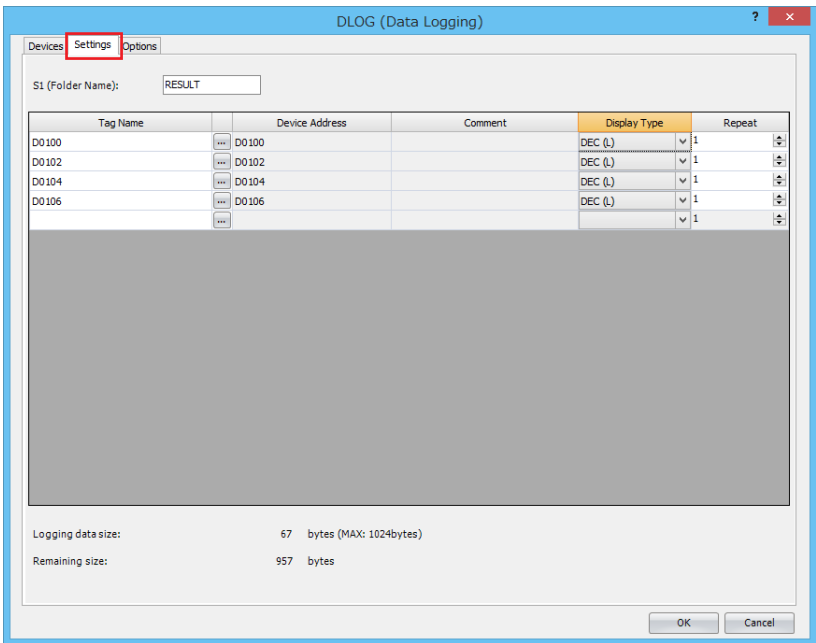 DLOG (Data Logging)
? ×
Devices Settings Options
S1 (Folder Name): RESULT
Tag Name Device Address Comment Display Type Repeat
D0100 ... D0100 DEC (L) 1
D0102 ... D0102 DEC (L) 1
D0104 ... D0104 DEC (L) 1
D0106 ... D0106 DEC (L) 1
... 1
Logging data size: 67 bytes (MAX: 1024bytes)
Remaining size: 957 bytes
OK Cancel